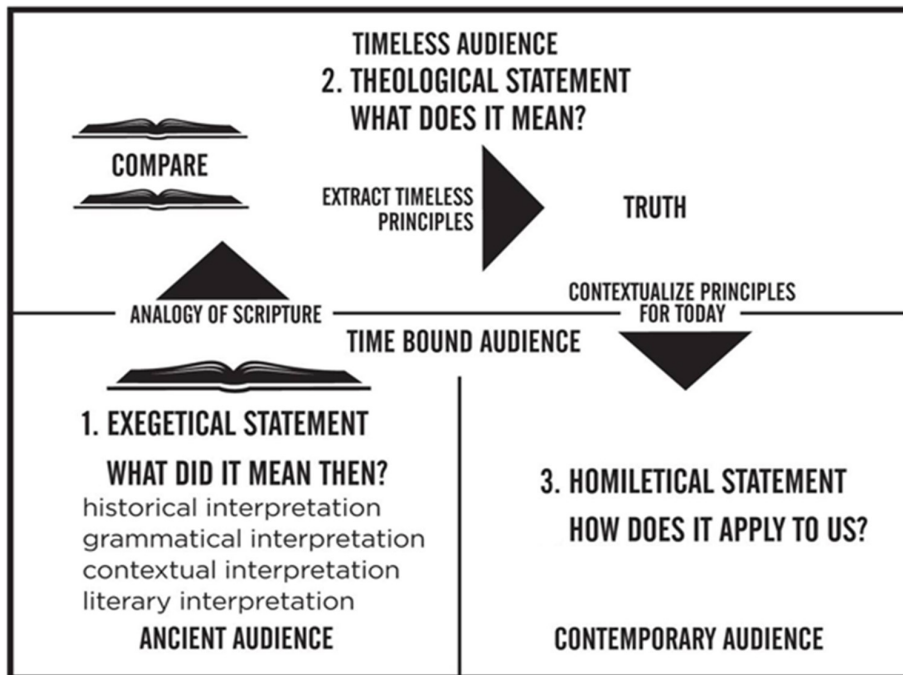 TIMELESS AUDIENCE
2. THEOLOGICAL STATEMENT
WHAT DOES IT MEAN?
COMPARE
EXTRACT TIMELESS
PRINCIPLES
TRUTH
ANALOGY OF SCRIPTURE
CONTEXTUALIZE PRINCIPLES
FOR TODAY
TIME BOUND AUDIENCE
1. EXEGETICAL STATEMENT
WHAT DID IT MEAN THEN?
historical interpretation
grammatical interpretation
contextual interpretation
literary interpretation
ANCIENT AUDIENCE
3. HOMILETICAL STATEMENT
HOW DOES IT APPLY TO US?
CONTEMPORARY AUDIENCE